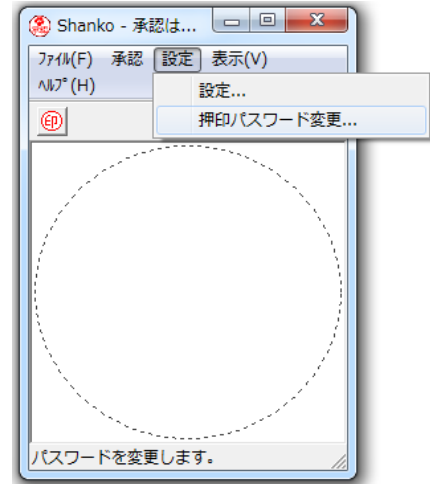 Shanko - 承認は...
ﾌｧｲﾙ(F) 承認 設定 表示(V)
ﾍﾙﾌﾟ(H)
設定...
押印パスワード変更...
印
パスワードを変更します。